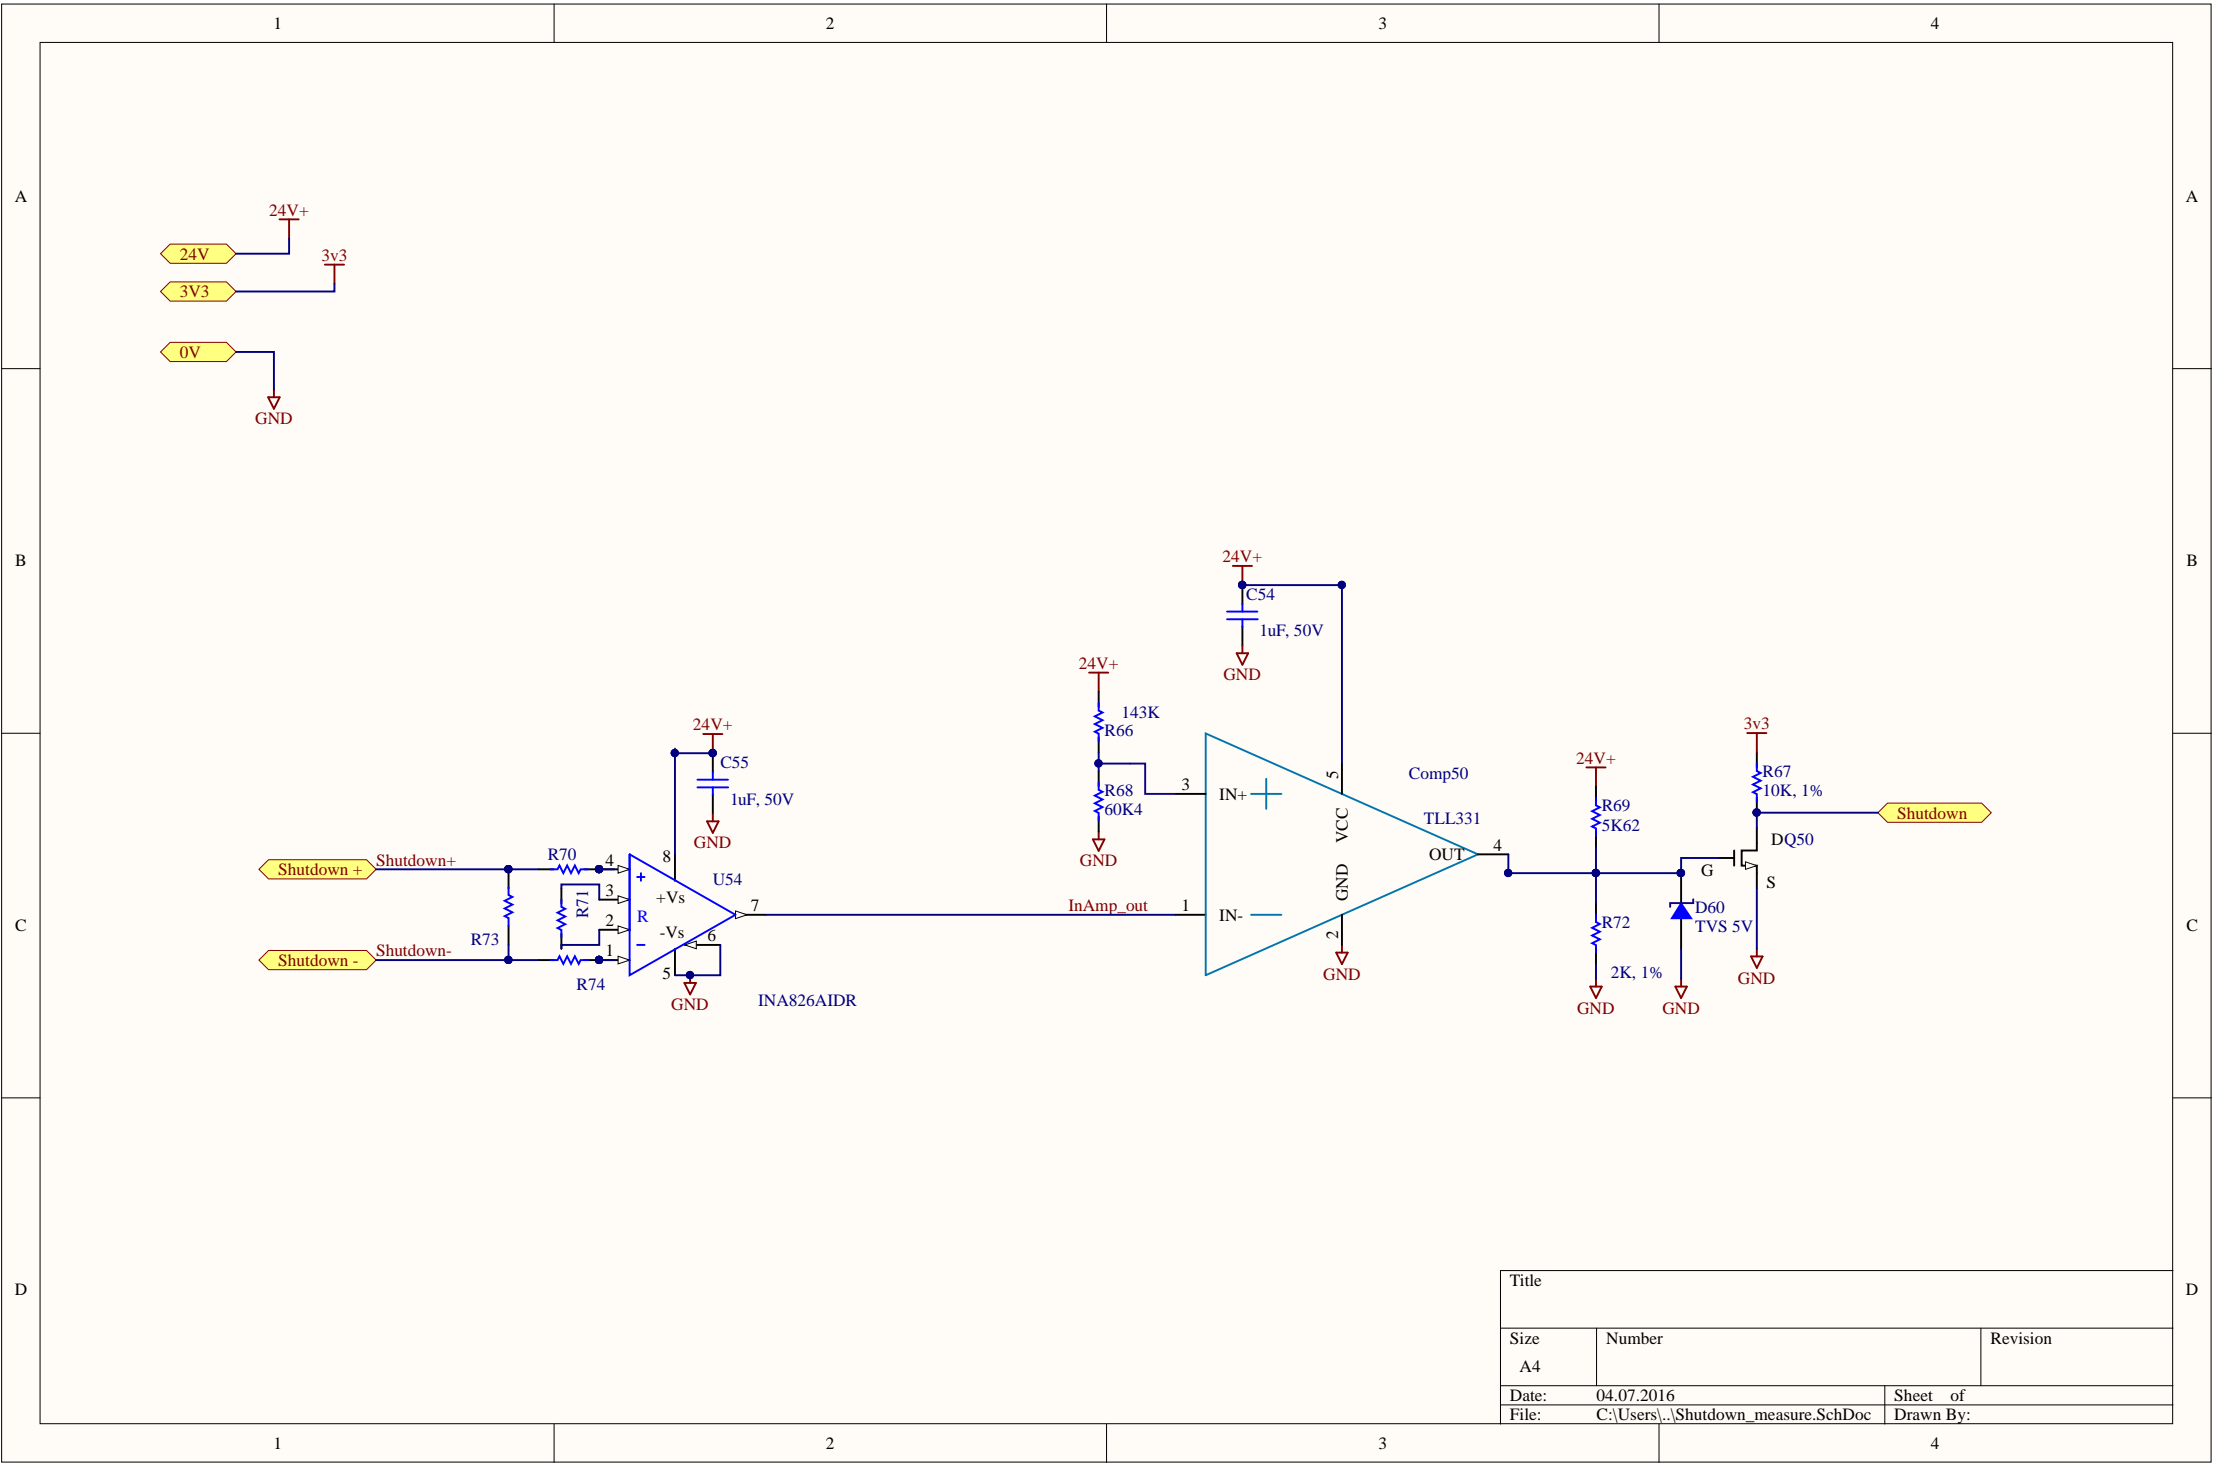 1 2 3 4
A A
24V+
24V
3v3
3V3
0V
GND
B B
24V+
C54
1uF, 50V
GND
24V+
143K
R66
R68
60K4
GND
3 IN+
1 IN-
5
VCC
GND
2
GND
Comp50
TLL331
OUT 4
24V+
C55
1uF, 50V
GND
Shutdown + Shutdown+
Shutdown - Shutdown-
R73
R70
R71
R74
4
3
2
1
+
R
-
8
+Vs
-Vs
5
6
7
U54
GND
INA826AIDR
InAmp_out
24V+
R69
5K62
R72
2K, 1%
GND
D60
TVS 5V
GND
3v3
R67
10K, 1%
Shutdown
DQ50
G
S
GND
C C
D D
Title
Size Number Revision
A4
Date: 04.07.2016 Sheet of
File: C:\Users\..\Shutdown_measure.SchDoc Drawn By:
1 2 3 4